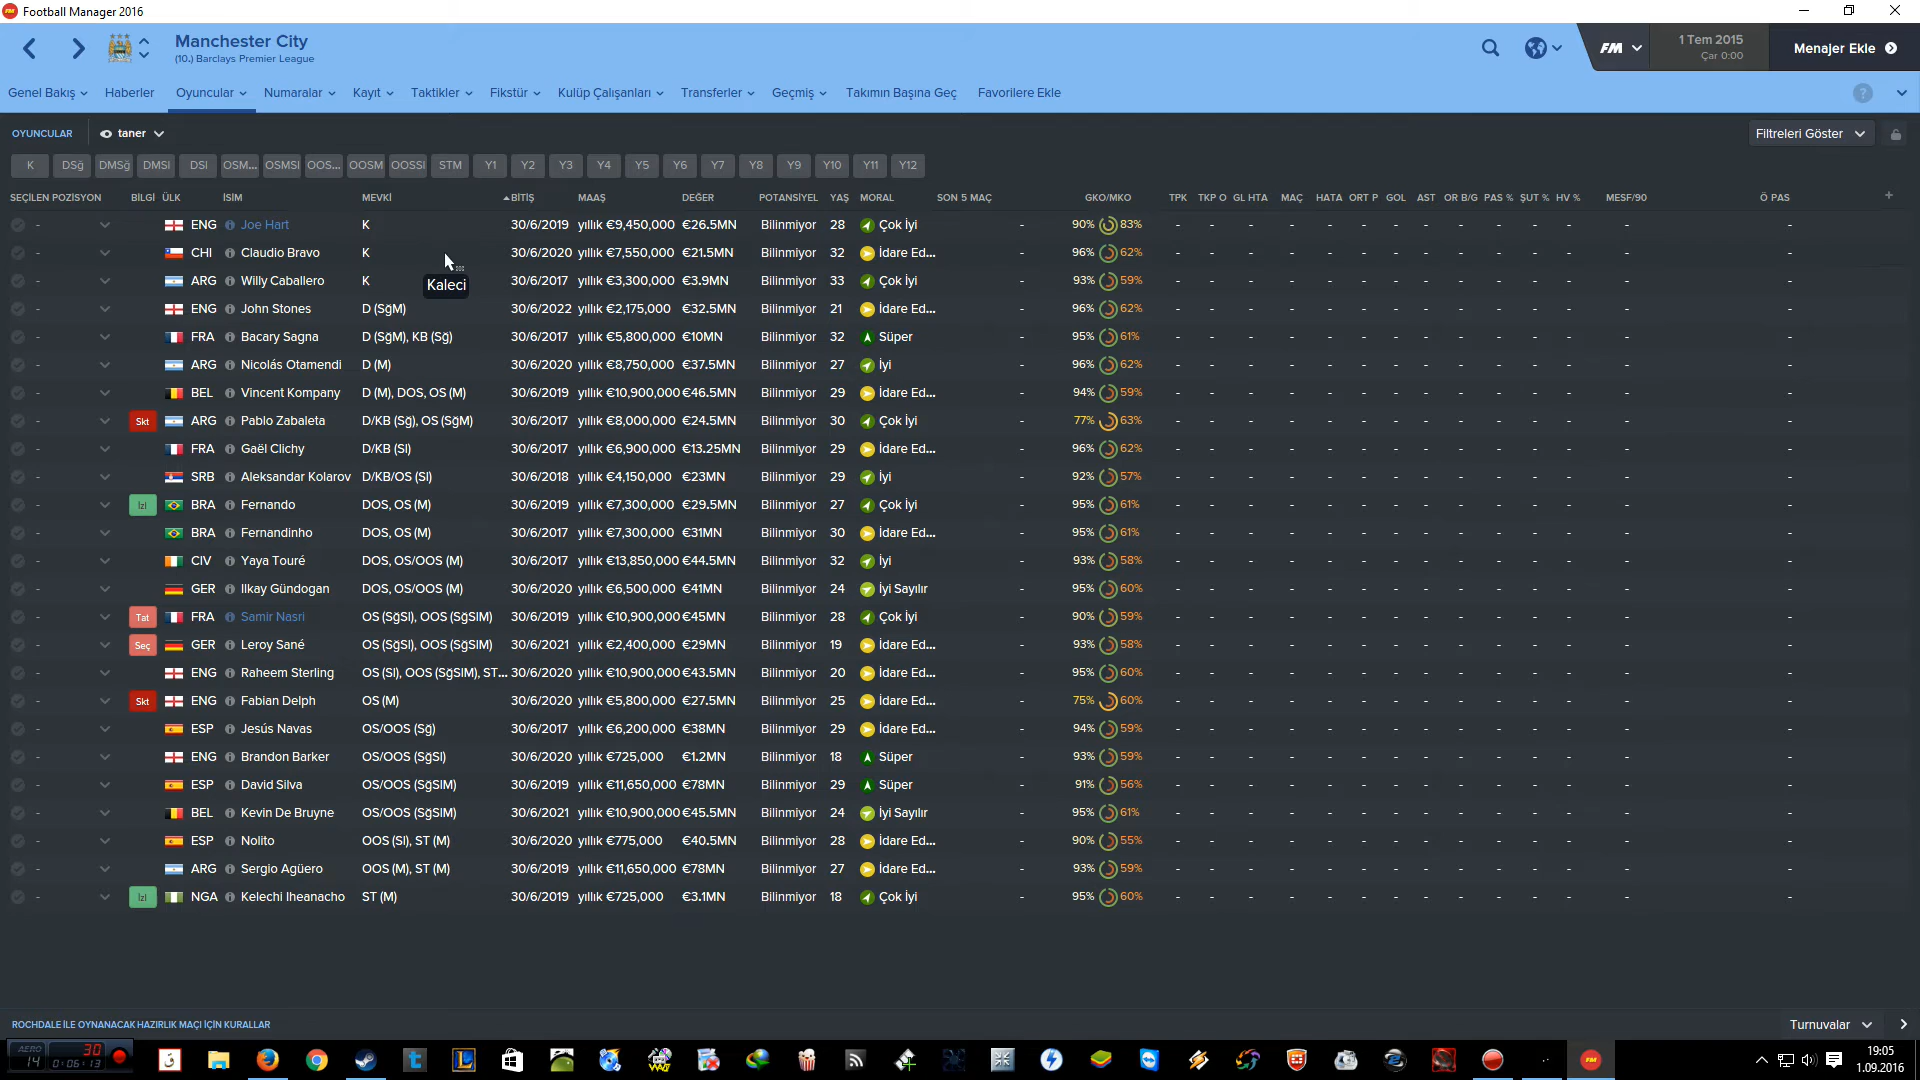 Football Manager 2016
Manchester City
(10.) Barclays Premier League
FM
1 Tem 2015
Çar 0:00
Menajer Ekle
Genel Bakış Haberler Oyuncular Numaralar Kayıt Taktikler Fikstür Kulüp Çalışanları Transferler Geçmiş Takımın Başına Geç Favorilere Ekle ?
OYUNCULAR taner Filtreleri Göster
K DSğ DMSğ DMSl DSl OSM... OSMSl OOS... OOSM OOSSl STM Y1 Y2 Y3 Y4 Y5 Y6 Y7 Y8 Y9 Y10 Y11 Y12
SEÇİLEN POZİSYON BİLGİ ÜLK İSİM MEVKİ BİTİŞ MAAŞ DEĞER POTANSİYEL YAŞ MORAL SON 5 MAÇ GKO/MKO TPK TKP O GL HTA MAÇ HATA ORT P GOL AST OR B/G PAS % ŞUT % HV % MESF/90 Ö PAS +
- ENG Joe Hart K 30/6/2019 yıllık €9,450,000 €26.5MN Bilinmiyor 28 Çok İyi - 90% 83% - - - - - - - - - - - - - -
- CHI Claudio Bravo K 30/6/2020 yıllık €7,550,000 €21.5MN Bilinmiyor 32 İdare Ed... - 96% 62% - - - - - - - - - - - - - -
- ARG Willy Caballero K 30/6/2017 yıllık €3,300,000 €3.9MN Bilinmiyor 33 Çok İyi - 93% 59% - - - - - - - - - - - - - -
Kaleci
- ENG John Stones D (SğM) 30/6/2022 yıllık €2,175,000 €32.5MN Bilinmiyor 21 İdare Ed... - 96% 62% - - - - - - - - - - - - - -
- FRA Bacary Sagna D (SğM), KB (Sğ) 30/6/2017 yıllık €5,800,000 €10MN Bilinmiyor 32 Süper - 95% 61% - - - - - - - - - - - - - -
- ARG Nicolás Otamendi D (M) 30/6/2020 yıllık €8,750,000 €37.5MN Bilinmiyor 27 İyi - 96% 62% - - - - - - - - - - - - - -
- BEL Vincent Kompany D (M), DOS, OS (M) 30/6/2019 yıllık €10,900,000 €46.5MN Bilinmiyor 29 İdare Ed... - 94% 59% - - - - - - - - - - - - - -
- Skt ARG Pablo Zabaleta D/KB (Sğ), OS (SğM) 30/6/2017 yıllık €8,000,000 €24.5MN Bilinmiyor 30 Çok İyi - 77% 63% - - - - - - - - - - - - - -
- FRA Gaël Clichy D/KB (Sl) 30/6/2017 yıllık €6,900,000 €13.25MN Bilinmiyor 29 İdare Ed... - 96% 62% - - - - - - - - - - - - - -
- SRB Aleksandar Kolarov D/KB/OS (Sl) 30/6/2018 yıllık €4,150,000 €23MN Bilinmiyor 29 İyi - 92% 57% - - - - - - - - - - - - - -
- İzl BRA Fernando DOS, OS (M) 30/6/2019 yıllık €7,300,000 €29.5MN Bilinmiyor 27 Çok İyi - 95% 61% - - - - - - - - - - - - - -
- BRA Fernandinho DOS, OS (M) 30/6/2017 yıllık €7,300,000 €31MN Bilinmiyor 30 İdare Ed... - 95% 61% - - - - - - - - - - - - - -
- CIV Yaya Touré DOS, OS/OOS (M) 30/6/2017 yıllık €13,850,000 €44.5MN Bilinmiyor 32 İyi - 93% 58% - - - - - - - - - - - - - -
- GER Ilkay Gündogan DOS, OS/OOS (M) 30/6/2020 yıllık €6,500,000 €41MN Bilinmiyor 24 İyi Sayılır - 95% 60% - - - - - - - - - - - - - -
- Tat FRA Samir Nasri OS (SğSl), OOS (SğSlM) 30/6/2019 yıllık €10,900,000 €45MN Bilinmiyor 28 Çok İyi - 90% 59% - - - - - - - - - - - - - -
- Seç GER Leroy Sané OS (SğSl), OOS (SğSlM) 30/6/2021 yıllık €2,400,000 €29MN Bilinmiyor 19 İdare Ed... - 93% 58% - - - - - - - - - - - - - -
- ENG Raheem Sterling OS (Sl), OOS (SğSlM), ST... 30/6/2020 yıllık €10,900,000 €43.5MN Bilinmiyor 20 İdare Ed... - 95% 60% - - - - - - - - - - - - - -
- Skt ENG Fabian Delph OS (M) 30/6/2020 yıllık €5,800,000 €27.5MN Bilinmiyor 25 İdare Ed... - 75% 60% - - - - - - - - - - - - - -
- ESP Jesús Navas OS/OOS (Sğ) 30/6/2017 yıllık €6,200,000 €38MN Bilinmiyor 29 İdare Ed... - 94% 59% - - - - - - - - - - - - - -
- ENG Brandon Barker OS/OOS (SğSl) 30/6/2020 yıllık €725,000 €1.2MN Bilinmiyor 18 Süper - 93% 59% - - - - - - - - - - - - - -
- ESP David Silva OS/OOS (SğSlM) 30/6/2019 yıllık €11,650,000 €78MN Bilinmiyor 29 Süper - 91% 56% - - - - - - - - - - - - - -
- BEL Kevin De Bruyne OS/OOS (SğSlM) 30/6/2021 yıllık €10,900,000 €45.5MN Bilinmiyor 24 İyi Sayılır - 95% 61% - - - - - - - - - - - - - -
- ESP Nolito OOS (Sl), ST (M) 30/6/2020 yıllık €775,000 €40.5MN Bilinmiyor 28 İdare Ed... - 90% 55% - - - - - - - - - - - - - -
- ARG Sergio Agüero OOS (M), ST (M) 30/6/2019 yıllık €11,650,000 €78MN Bilinmiyor 27 İdare Ed... - 93% 59% - - - - - - - - - - - - - -
- İzl NGA Kelechi Iheanacho ST (M) 30/6/2019 yıllık €725,000 €3.1MN Bilinmiyor 18 Çok İyi - 95% 60% - - - - - - - - - - - - - -
ROCHDALE İLE OYNANACAK HAZIRLIK MAÇI İÇİN KURALLAR Turnuvalar
AERO 30
14 0:06:13
19:05
1.09.2016